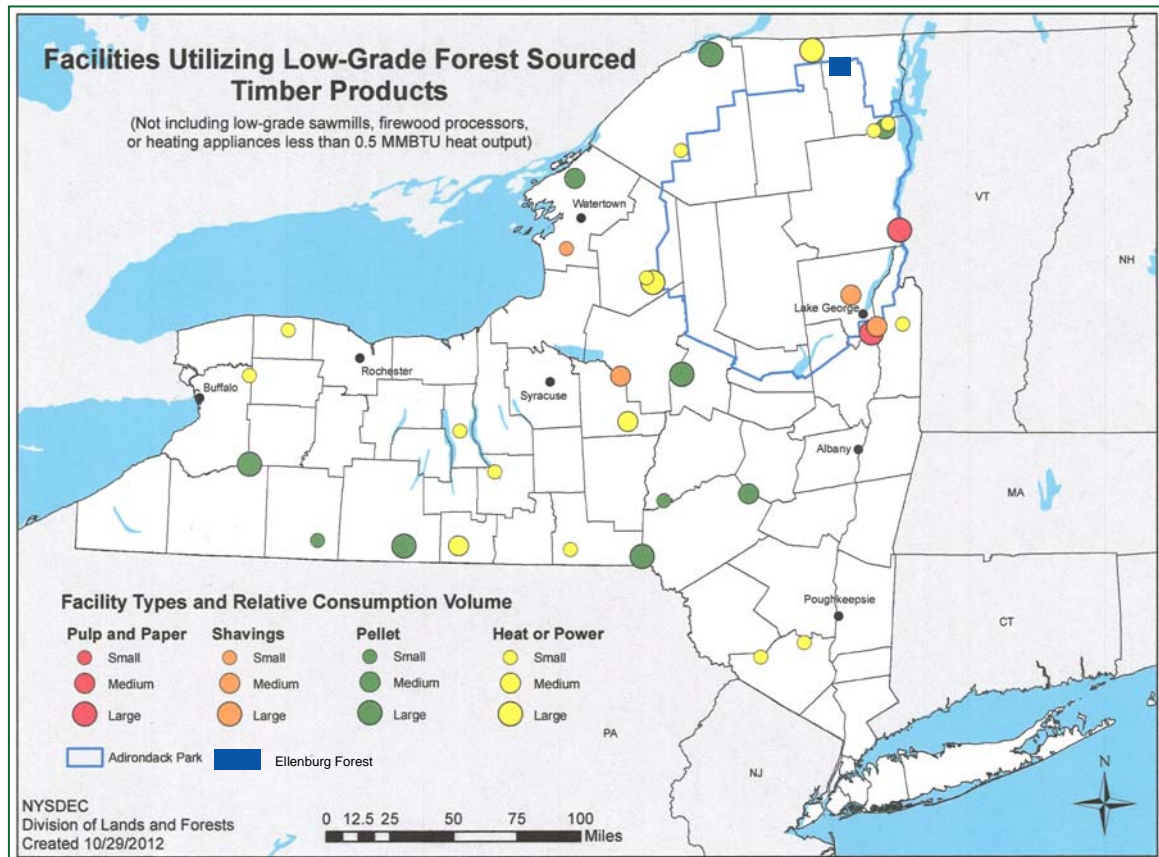 Facilities Utilizing Low-Grade Forest Sourced
Timber Products
(Not including low-grade sawmills, firewood processors,
or heating appliances less than 0.5 MMBTU heat output)
Watertown
VT
NH
Lake George
Rochester
Buffalo
Syracuse
Albany
MA
Poughkeepsie
CT
PA
NJ
Facility Types and Relative Consumption Volume
Pulp and Paper Shavings Pellet Heat or Power
Small Small Small Small
Medium Medium Medium Medium
Large Large Large Large
Adirondack Park Ellenburg Forest
N
NYSDEC
Division of Lands and Forests
Created 10/29/2012
0 12.5 25 50 75 100
Miles